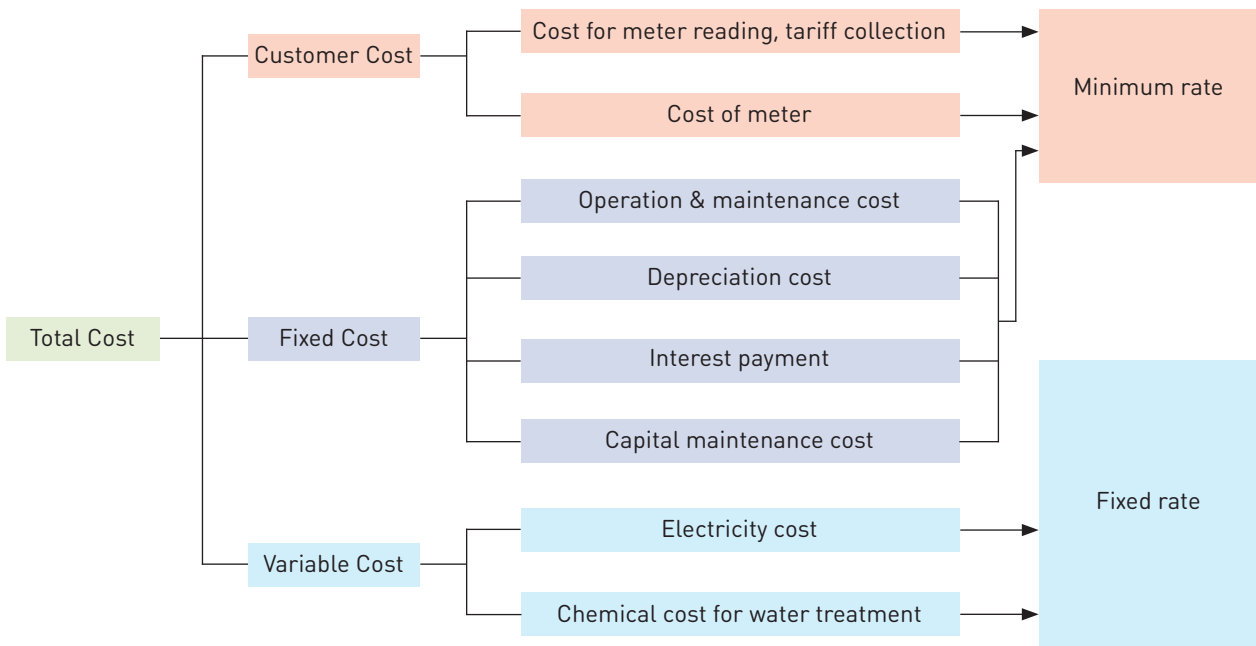 Total Cost
Customer Cost
Cost for meter reading, tariff collection
Cost of meter
Minimum rate
Fixed Cost
Operation & maintenance cost
Depreciation cost
Interest payment
Capital maintenance cost
Variable Cost
Electricity cost
Chemical cost for water treatment
Fixed rate